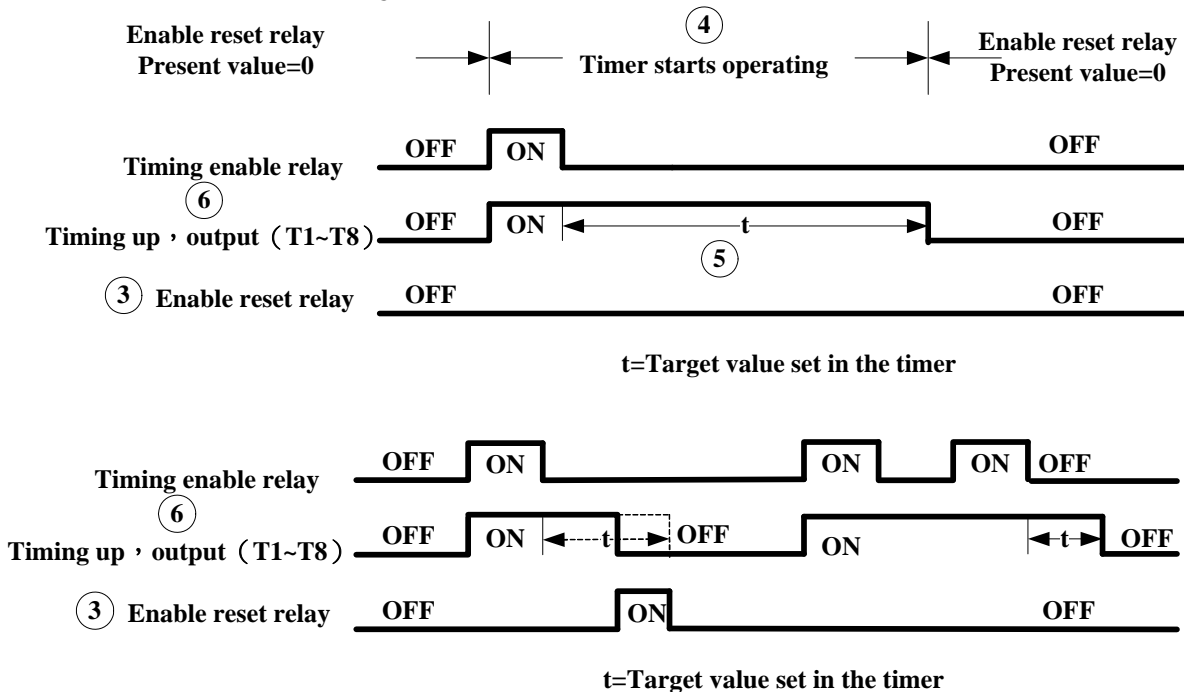 ④
Enable reset relay
Present value=0
Timer starts operating
Enable reset relay
Present value=0
OFF ON OFF
Timing enable relay
⑥
Timing up，output（T1~T8）
OFF ON t OFF
⑤
③ Enable reset relay OFF OFF
t=Target value set in the timer
OFF ON ON ON OFF
Timing enable relay
⑥
Timing up，output（T1~T8）
OFF ON t OFF ON t OFF
③ Enable reset relay OFF ON OFF
t=Target value set in the timer